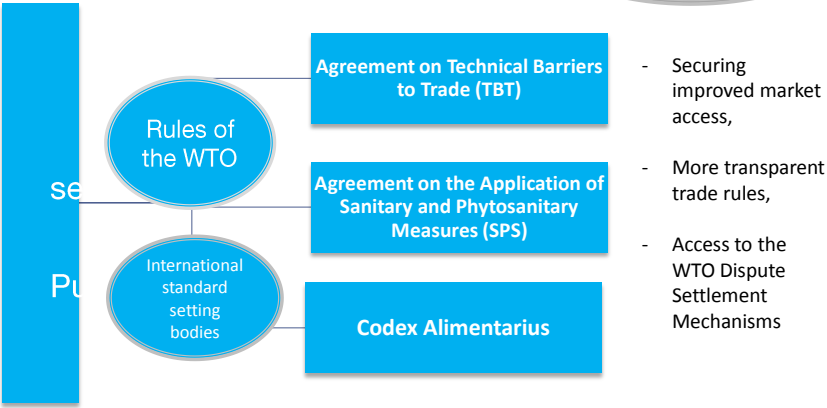 Agreement on Technical Barriers
to Trade (TBT)
Rules of
the WTO
se
Agreement on the Application of
Sanitary and Phytosanitary
Measures (SPS)
International
standard
setting
bodies
Pu
Codex Alimentarius
- Securing
improved market
access,
- More transparent
trade rules,
- Access to the
WTO Dispute
Settlement
Mechanisms